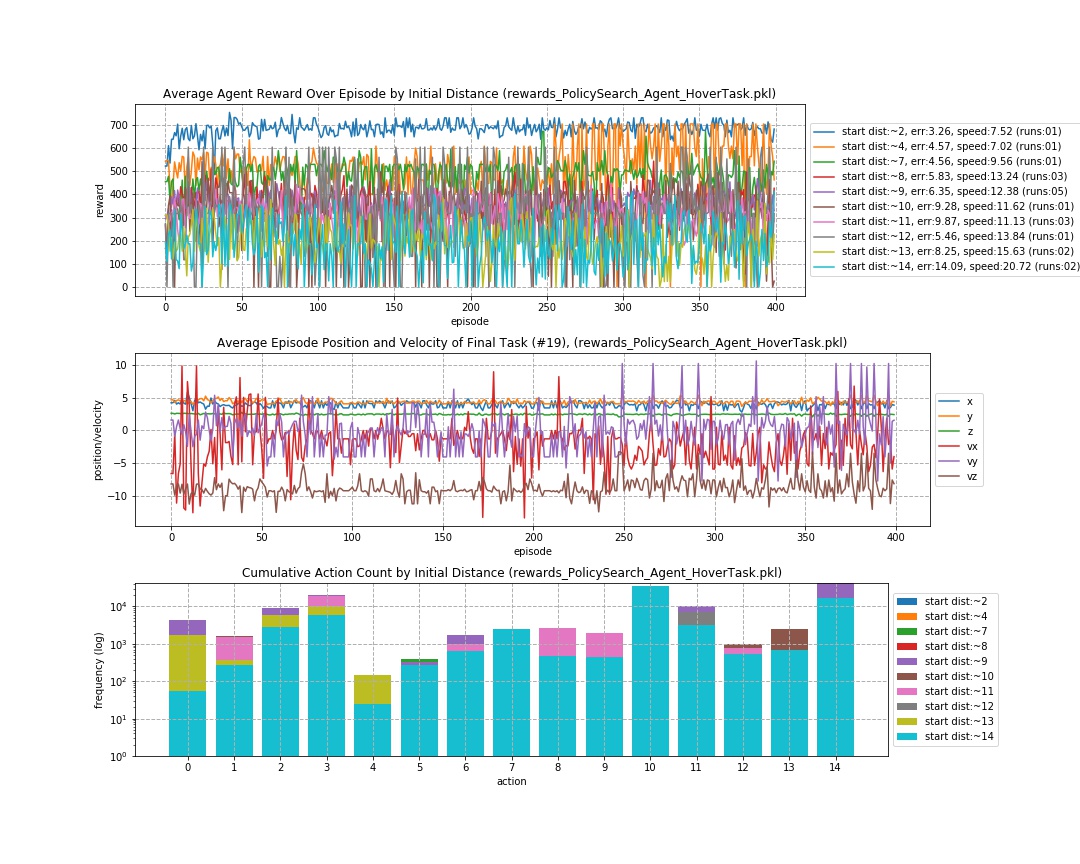 Average Agent Reward Over Episode by Initial Distance (rewards_PolicySearch_Agent_HoverTask.pkl)
700
600
500
400
300
200
100
0
reward
0 50 100 150 200 250 300 350 400
episode
start dist:~2, err:3.26, speed:7.52 (runs:01)
start dist:~4, err:4.57, speed:7.02 (runs:01)
start dist:~7, err:4.56, speed:9.56 (runs:01)
start dist:~8, err:5.83, speed:13.24 (runs:03)
start dist:~9, err:6.35, speed:12.38 (runs:05)
start dist:~10, err:9.28, speed:11.62 (runs:01)
start dist:~11, err:9.87, speed:11.13 (runs:03)
start dist:~12, err:5.46, speed:13.84 (runs:01)
start dist:~13, err:8.25, speed:15.63 (runs:02)
start dist:~14, err:14.09, speed:20.72 (runs:02)
Average Episode Position and Velocity of Final Task (#19), (rewards_PolicySearch_Agent_HoverTask.pkl)
10
5
0
−5
−10
position/velocity
0 50 100 150 200 250 300 350 400
episode
x
y
z
vx
vy
vz
Cumulative Action Count by Initial Distance (rewards_PolicySearch_Agent_HoverTask.pkl)
10⁴
10³
10²
10¹
10⁰
frequency (log)
0 1 2 3 4 5 6 7 8 9 10 11 12 13 14
action
start dist:~2
start dist:~4
start dist:~7
start dist:~8
start dist:~9
start dist:~10
start dist:~11
start dist:~12
start dist:~13
start dist:~14